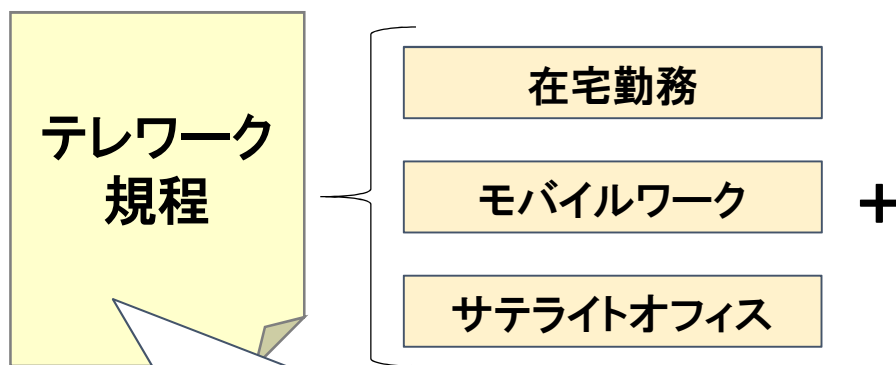 テレワーク
規程
在宅勤務
モバイルワーク
サテライトオフィス
+